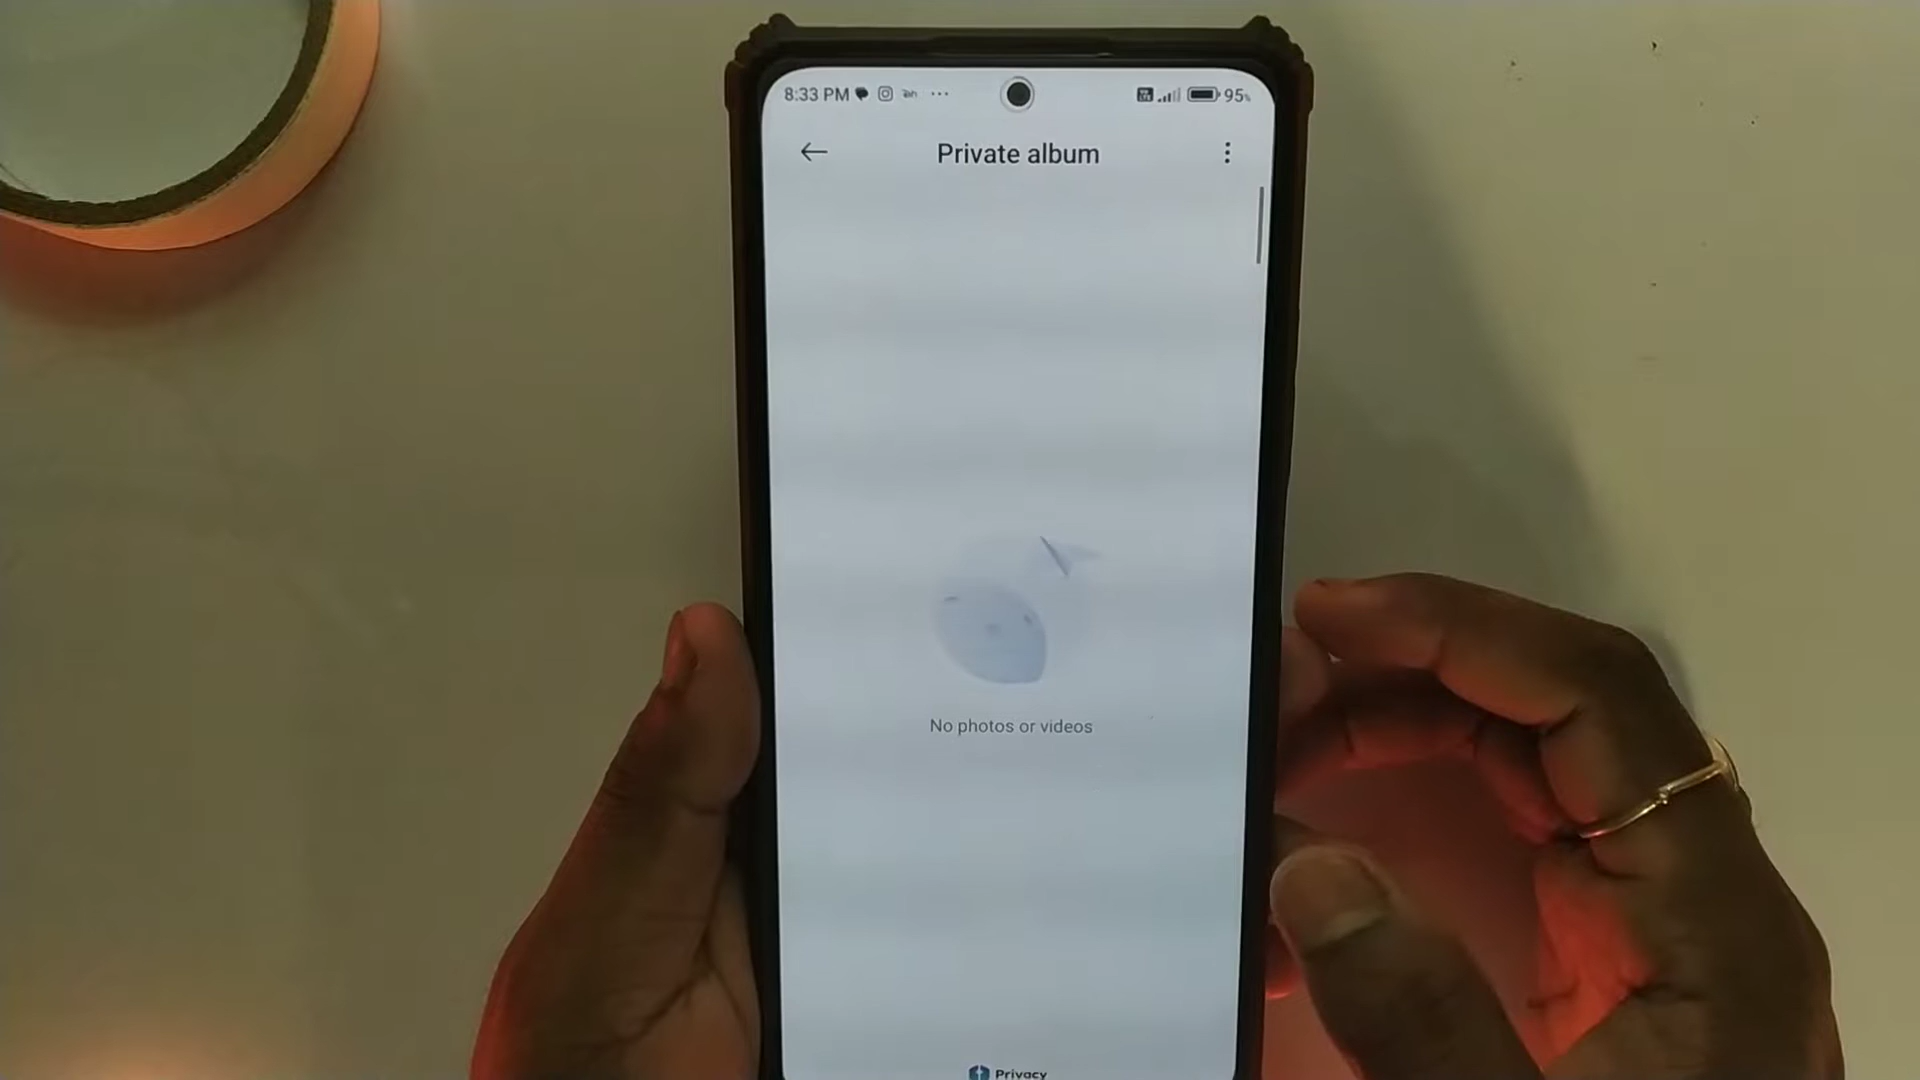 8:33 PM
95%
Private album
No photos or videos
Privacy